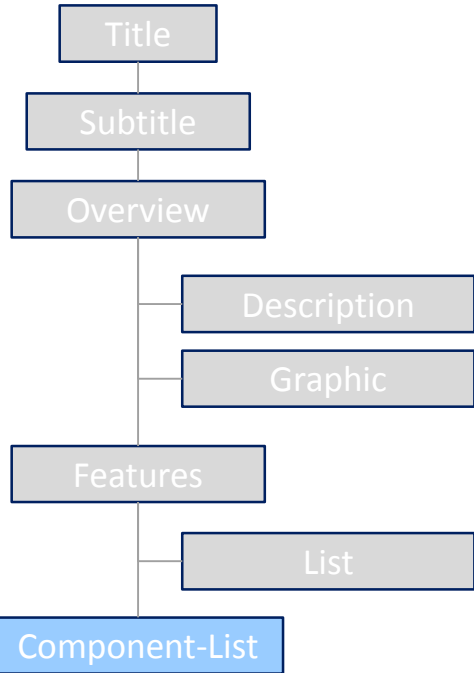 Title
Subtitle
Overview
Description
Graphic
Features
List
Component-List